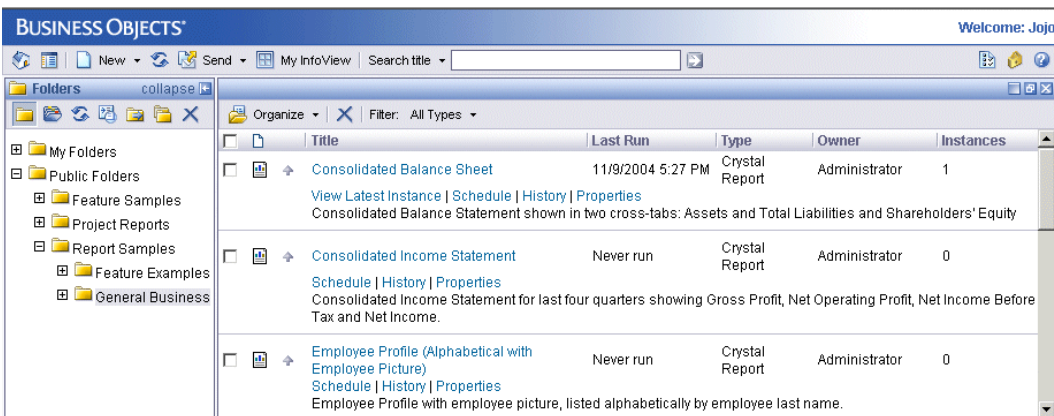 BUSINESS OBJECTS
Welcome: Jojo
New Send My InfoView Search title
Folders collapse
Organize Filter: All Types
Title Last Run Type Owner Instances
My Folders
Public Folders
Feature Samples
Project Reports
Report Samples
Feature Examples
General Business
Consolidated Balance Sheet 11/9/2004 5:27 PM Crystal Report Administrator 1
View Latest Instance | Schedule | History | Properties
Consolidated Balance Statement shown in two cross-tabs: Assets and Total Liabilities and Shareholders' Equity
Consolidated Income Statement Never run Crystal Report Administrator 0
Schedule | History | Properties
Consolidated Income Statement for last four quarters showing Gross Profit, Net Operating Profit, Net Income Before
Tax and Net Income.
Employee Profile (Alphabetical with
Employee Picture) Never run Crystal Report Administrator 0
Schedule | History | Properties
Employee Profile with employee picture, listed alphabetically by employee last name.